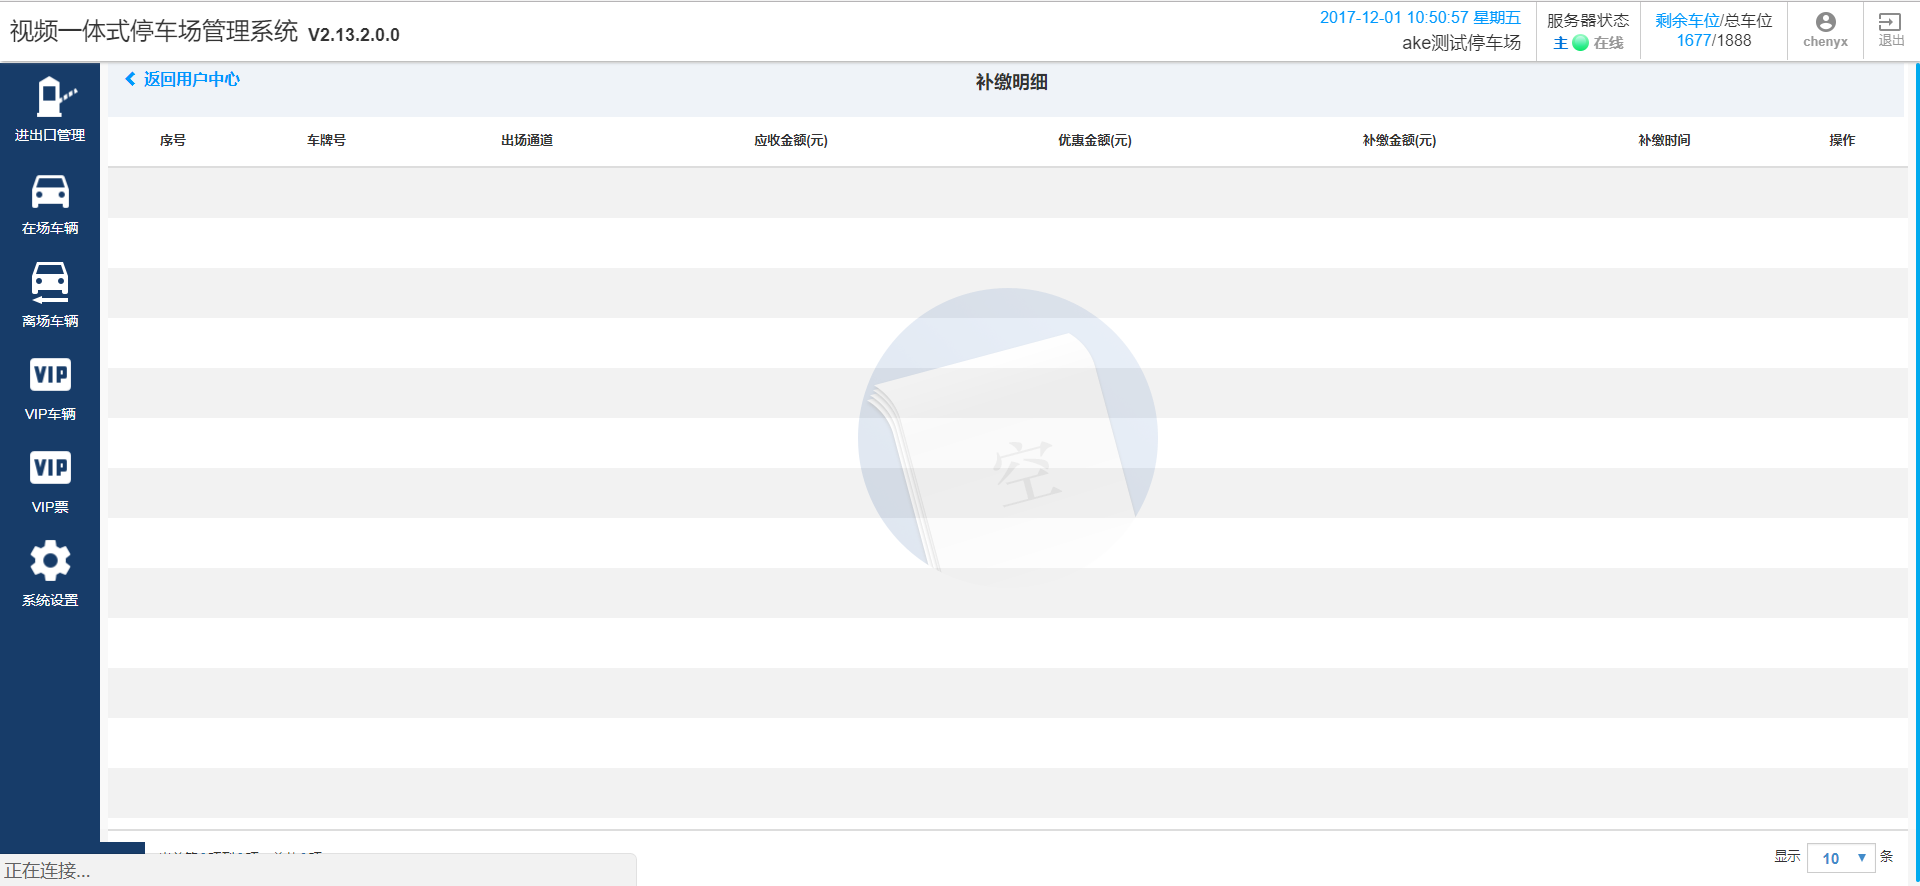 视频一体式停车场管理系统 V2.13.2.0.0
2017-12-01 10:50:57 星期五
ake测试停车场
服务器状态
主 在线
剩余车位/总车位
1677/1888
chenyx
退出
进出口管理
在场车辆
离场车辆
VIP
VIP车辆
VIP
VIP票
系统设置
返回用户中心
补缴明细
序号 车牌号 出场通道 应收金额(元) 优惠金额(元) 补缴金额(元) 补缴时间 操作
空
显示 10 条
正在连接...